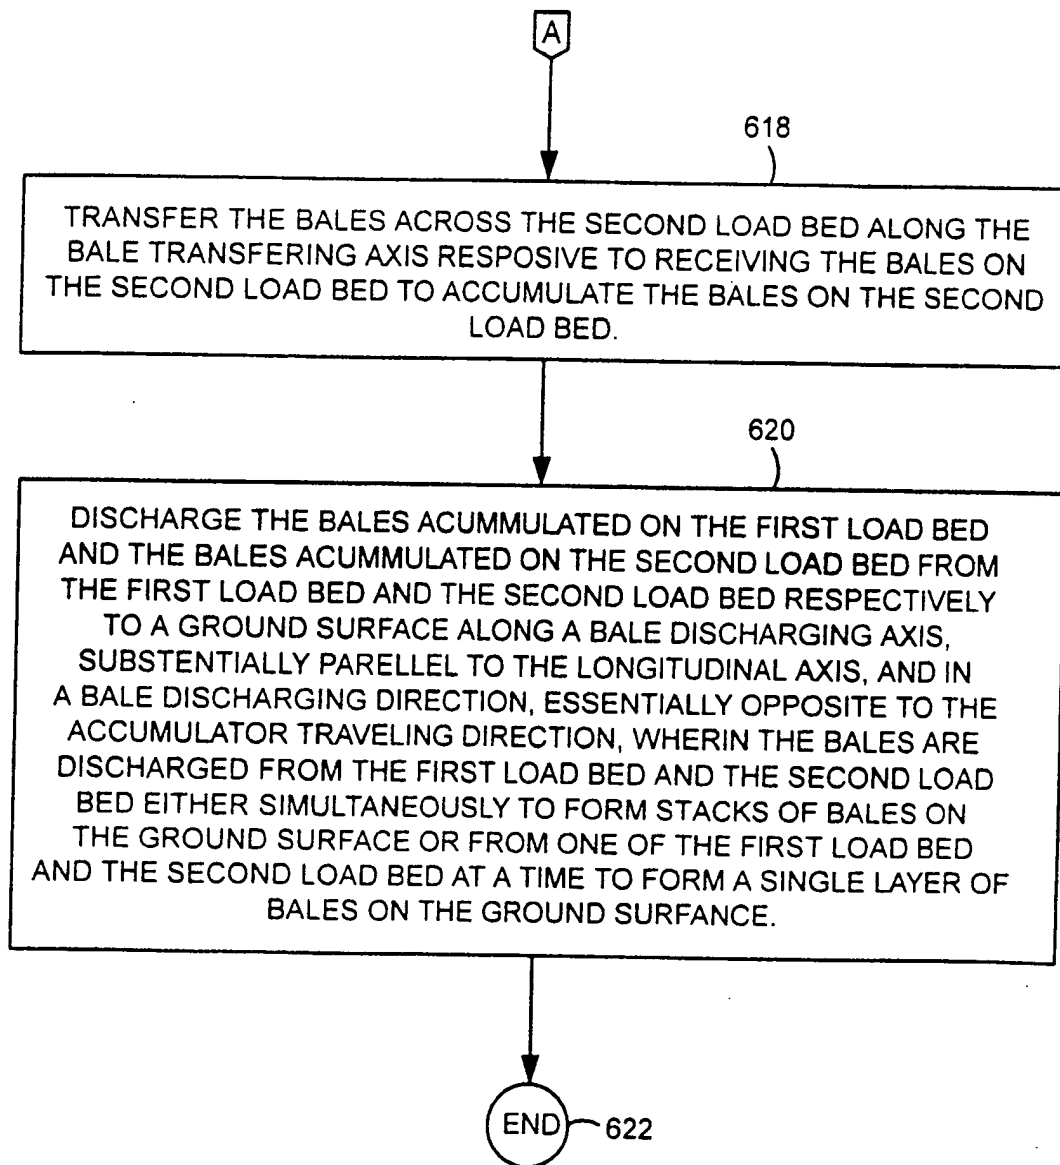 A
618
TRANSFER THE BALES ACROSS THE SECOND LOAD BED ALONG THE
BALE TRANSFERING AXIS RESPOSIVE TO RECEIVING THE BALES ON
THE SECOND LOAD BED TO ACCUMULATE THE BALES ON THE SECOND
LOAD BED.
620
DISCHARGE THE BALES ACUMMULATED ON THE FIRST LOAD BED
AND THE BALES ACUMMULATED ON THE SECOND LOAD BED FROM
THE FIRST LOAD BED AND THE SECOND LOAD BED RESPECTIVELY
TO A GROUND SURFACE ALONG A BALE DISCHARGING AXIS,
SUBSTENTIALLY PARELLEL TO THE LONGITUDINAL AXIS, AND IN
A BALE DISCHARGING DIRECTION, ESSENTIALLY OPPOSITE TO THE
ACCUMULATOR TRAVELING DIRECTION, WHERIN THE BALES ARE
DISCHARGED FROM THE FIRST LOAD BED AND THE SECOND LOAD
BED EITHER SIMULTANEOUSLY TO FORM STACKS OF BALES ON
THE GROUND SURFACE OR FROM ONE OF THE FIRST LOAD BED
AND THE SECOND LOAD BED AT A TIME TO FORM A SINGLE LAYER OF
BALES ON THE GROUND SURFANCE.
END
622